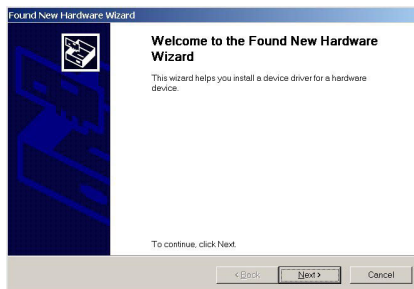 Found New Hardware Wizard
Welcome to the Found New Hardware
Wizard
This wizard helps you install a device driver for a hardware
device.
To continue, click Next.
< Back Next > Cancel